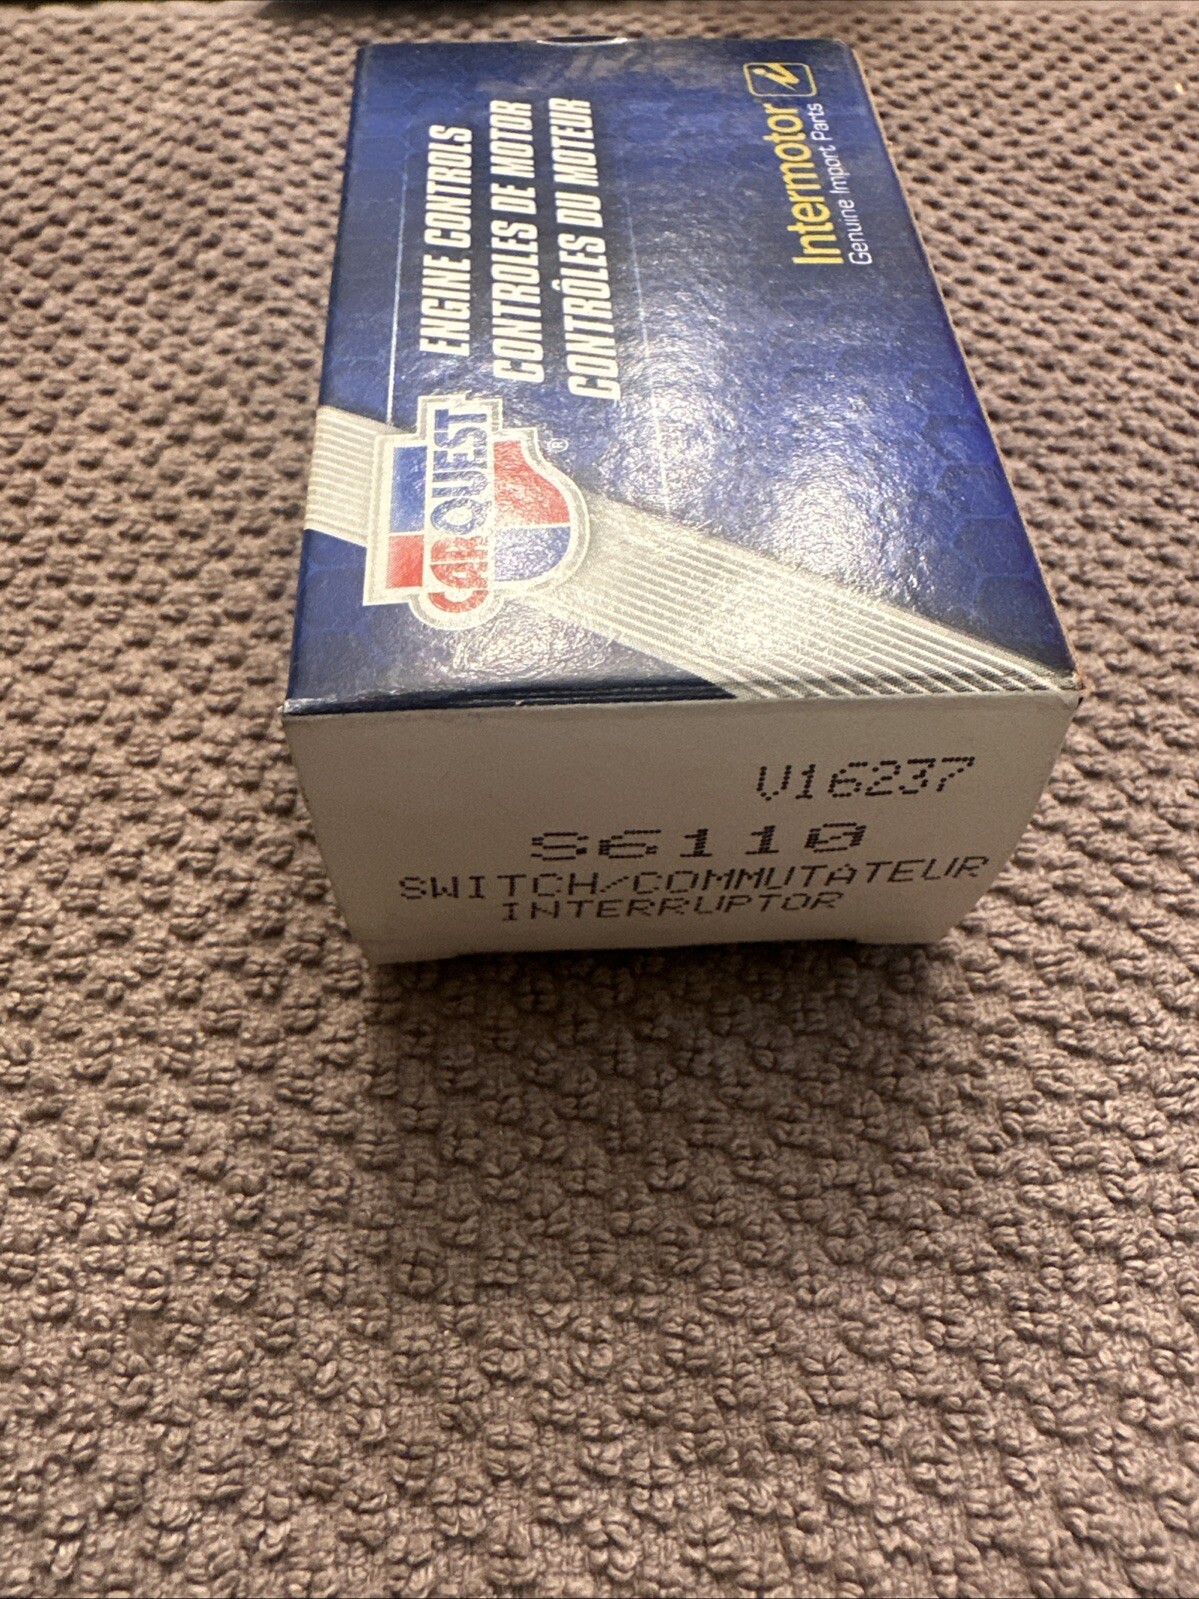 CARQUEST®
ENGINE CONTROLS
CONTROLES DE MOTOR
CONTRÔLES DU MOTEUR
Intermotor
Genuine Import Parts
V16237
S6110
SWITCH/COMMUTATEUR
INTERRUPTOR